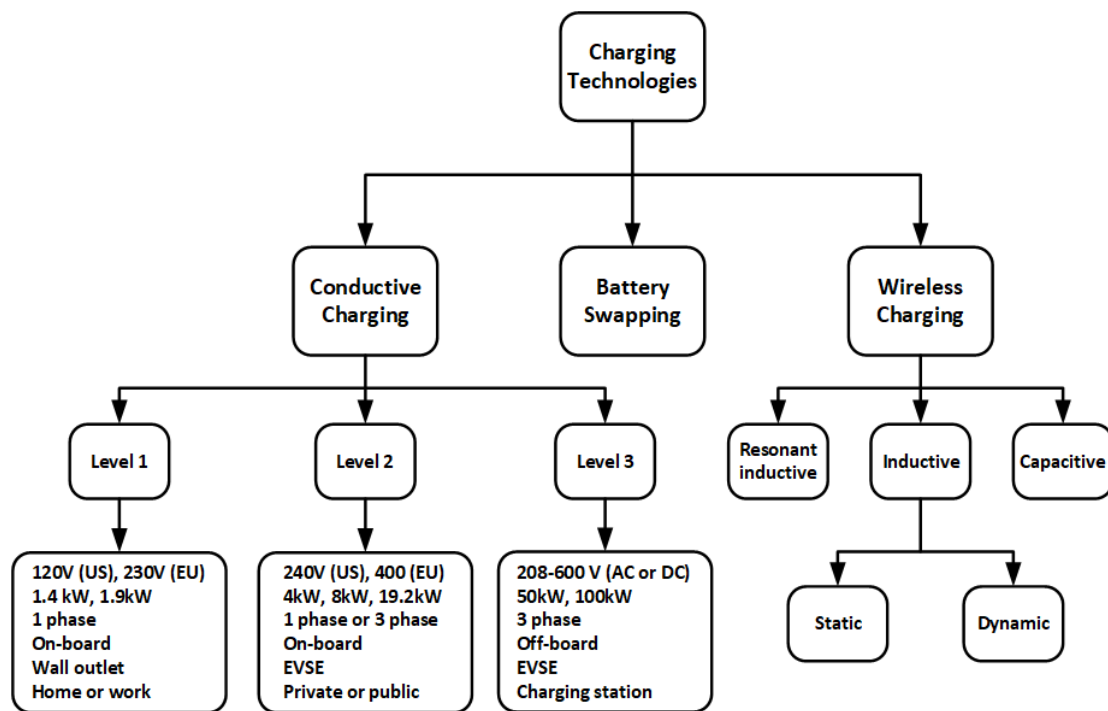 Charging
Technologies
Conductive
Charging
Battery
Swapping
Wireless
Charging
Level 1
Level 2
Level 3
Resonant
inductive
Inductive
Capacitive
120V (US), 230V (EU)
1.4 kW, 1.9kW
1 phase
On-board
Wall outlet
Home or work
240V (US), 400 (EU)
4kW, 8kW, 19.2kW
1 phase or 3 phase
On-board
EVSE
Private or public
208-600 V (AC or DC)
50kW, 100kW
3 phase
Off-board
EVSE
Charging station
Static
Dynamic